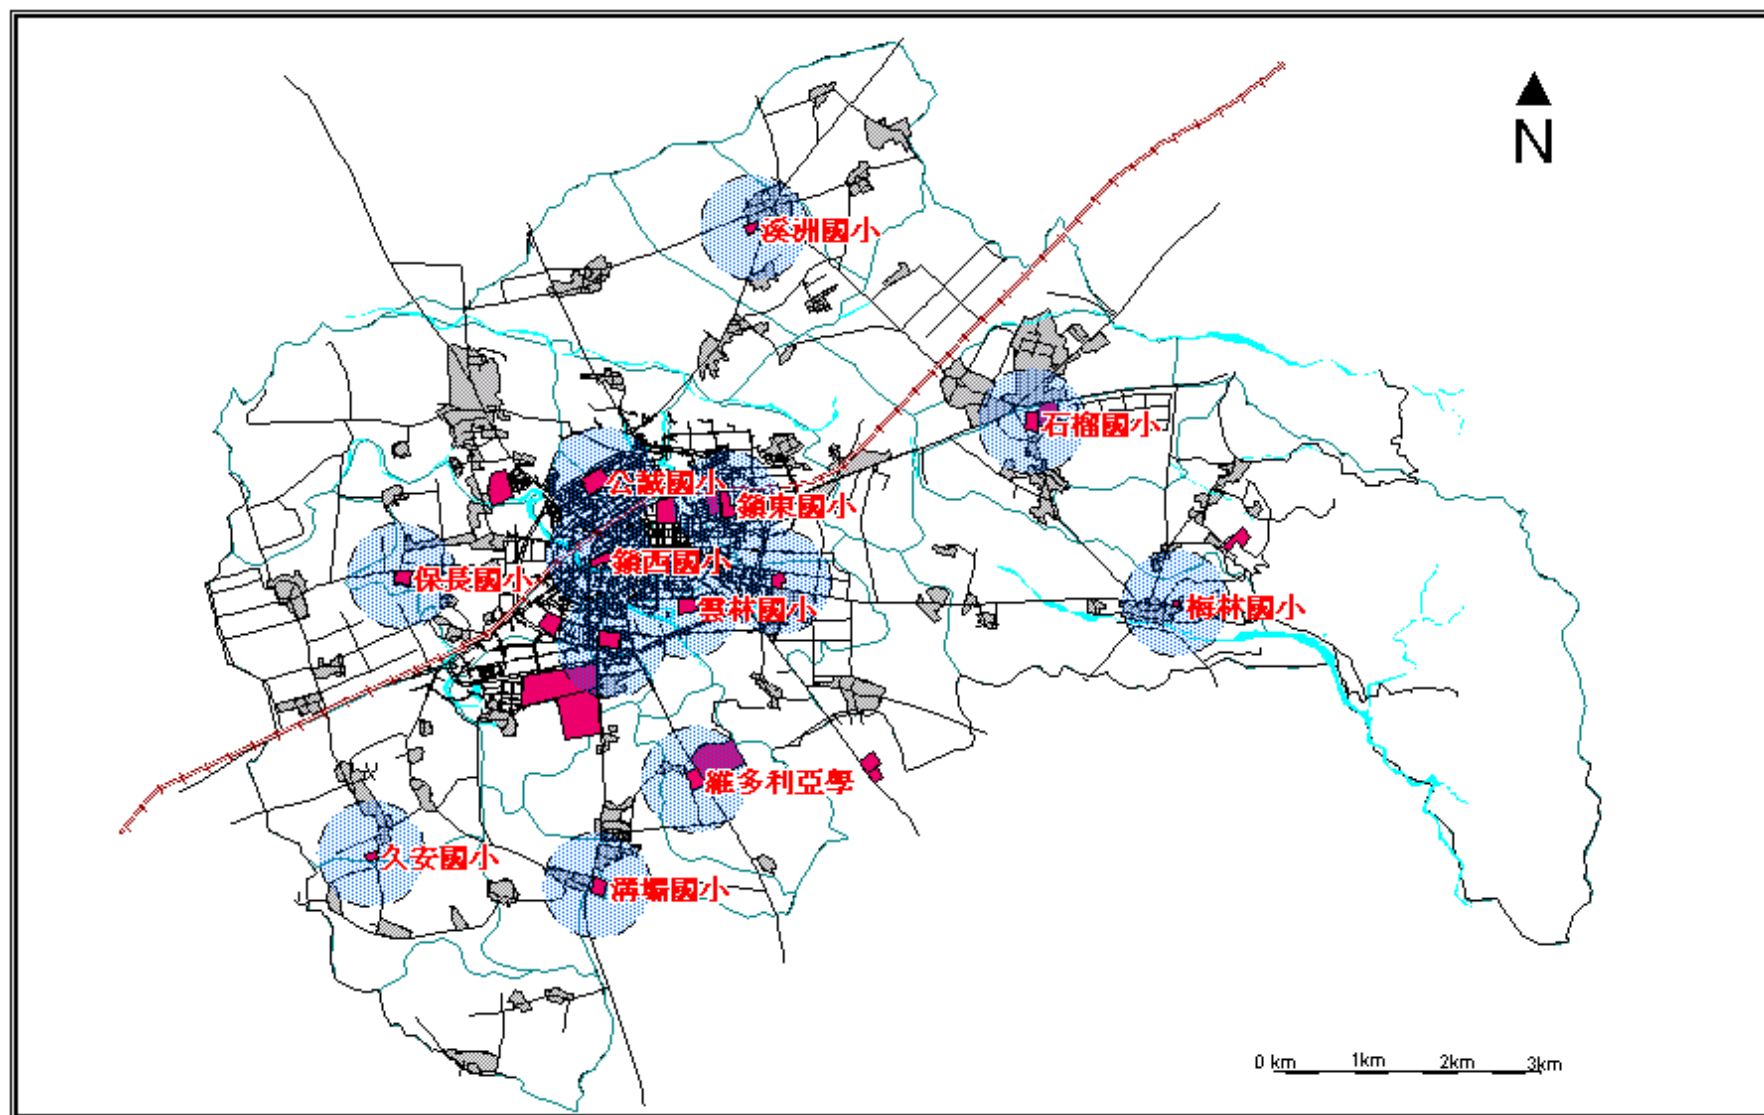 N
溪洲國小
石榴國小
公誠國小
鎮東國小
鎮西國小
保長國小
雲林國小
梅林國小
維多利亞學
久安國小
溝壩國小
0 km 1km 2km 3km